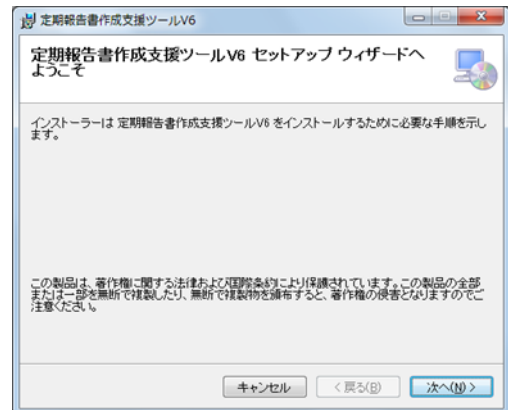 定期報告書作成支援ツールV6
定期報告書作成支援ツールV6 セットアップ ウィザードへ
ようこそ
インストーラーは 定期報告書作成支援ツールV6 をインストールするために必要な手順を示し
ます。
この製品は、著作権に関する法律および国際条約により保護されています。この製品の全部
または一部を無断で複製したり、無断で複製物を頒布すると、著作権の侵害となりますのでご
注意ください。
キャンセル
< 戻る(B)
次へ(N) >